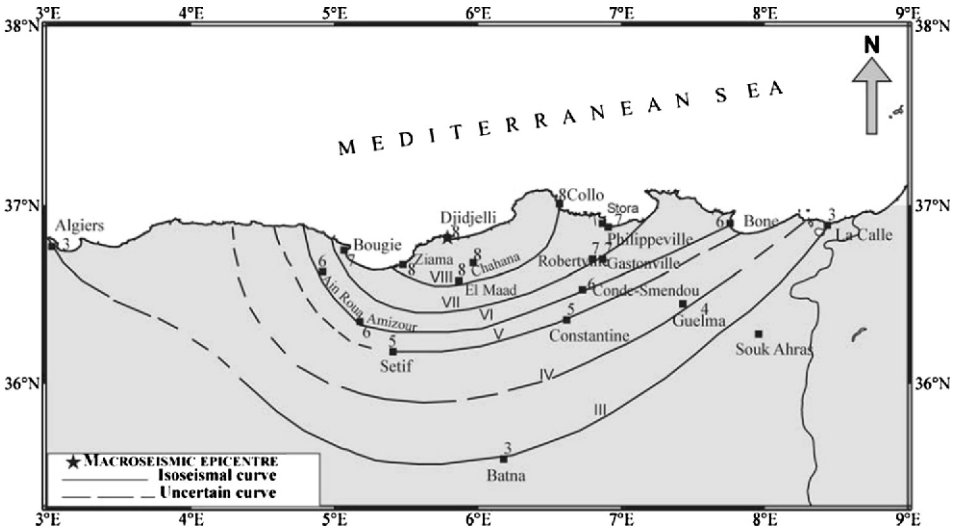 3°E 4°E 5°E 6°E 7°E 8°E 9°E
38°N 38°N
N
MEDITERRANEAN SEA
37°N 37°N
8 Collo
Stora
7
Algiers
3
Djidjelli
8
6 Bone
3
La Calle
Philippeville
Bougie
7
Ziama
8
8
Chahana
7
Robertville
Gastonville
VIII
8
El Maad
6
Ain Roua
VII
6
Conde-Smendou
VI
Amizour
6
V
5
Constantine
4
Guelma
5
Setif
Souk Ahras
36°N 36°N
IV
III
3
Batna
MACROSEISMIC EPICENTRE
Isoseismal curve
Uncertain curve
3°E 4°E 5°E 6°E 7°E 8°E 9°E